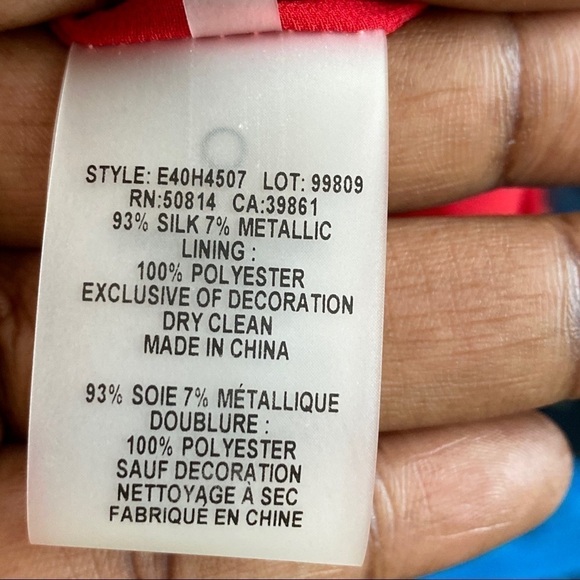 STYLE: E40H4507 LOT: 99809
RN:50814 CA:39861
93% SILK 7% METALLIC
LINING :
100% POLYESTER
EXCLUSIVE OF DECORATION
DRY CLEAN
MADE IN CHINA
93% SOIE 7% MÉTALLIQUE
DOUBLURE :
100% POLYESTER
SAUF DECORATION
NETTOYAGE À SEC
FABRIQUÉ EN CHINE